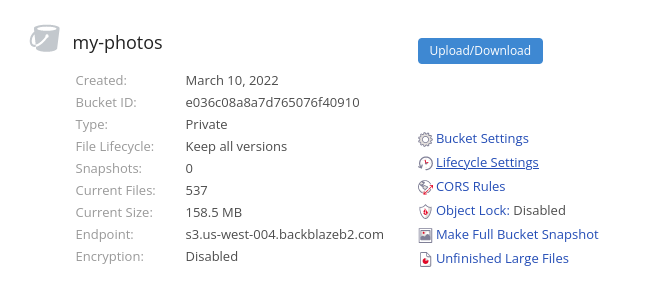 my-photos
Upload/Download
Created: March 10, 2022
Bucket ID: e036c08a8a7d765076f40910
Type: Private
File Lifecycle: Keep all versions
Snapshots: 0
Current Files: 537
Current Size: 158.5 MB
Endpoint: s3.us-west-004.backblazeb2.com
Encryption: Disabled
Bucket Settings
Lifecycle Settings
CORS Rules
Object Lock: Disabled
Make Full Bucket Snapshot
Unfinished Large Files